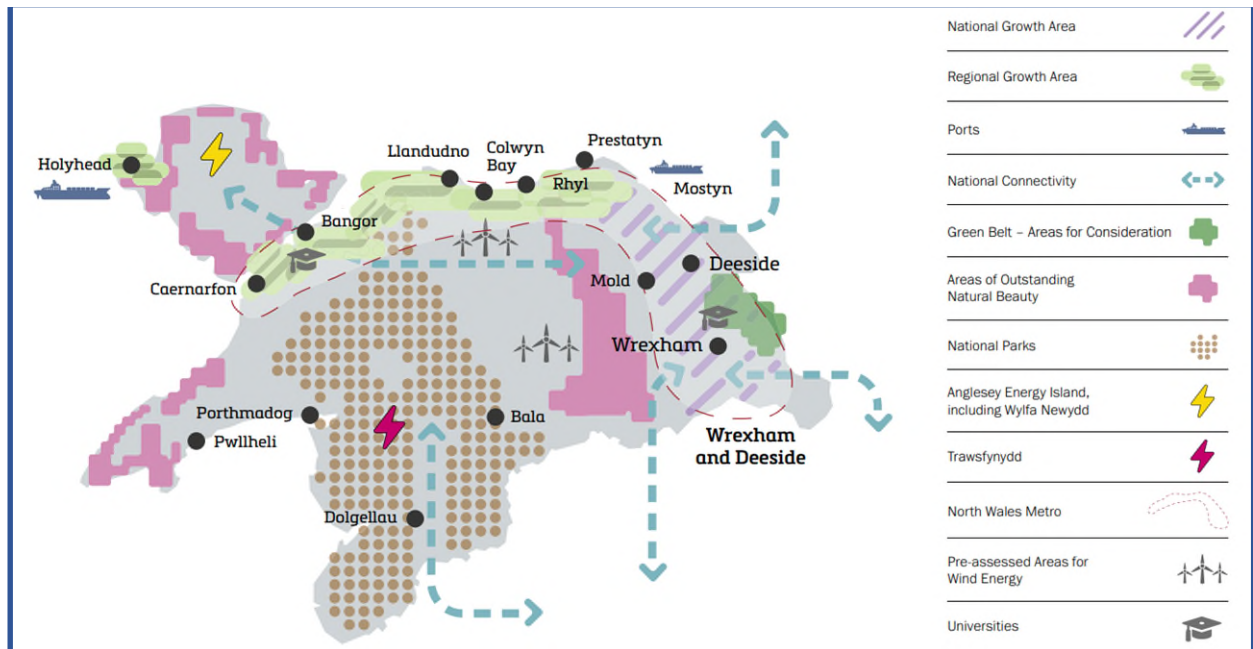 Holyhead
Llandudno
Colwyn
Bay
Prestatyn
Rhyl
Mostyn
Bangor
Caernarfon
Mold
Deeside
Wrexham
Porthmadog
Pwllheli
Bala
Dolgellau
Wrexham
and Deeside
National Growth Area
Regional Growth Area
Ports
National Connectivity
Green Belt – Areas for Consideration
Areas of Outstanding
Natural Beauty
National Parks
Anglesey Energy Island,
including Wylfa Newydd
Trawsfynydd
North Wales Metro
Pre-assessed Areas for
Wind Energy
Universities